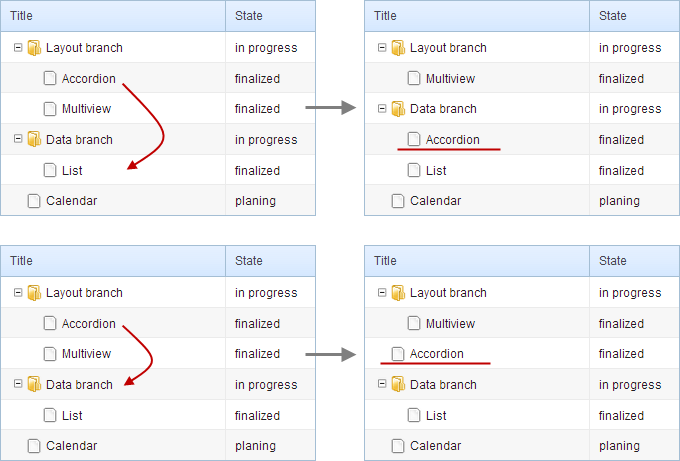 Title State
Layout branch in progress
Accordion finalized
Multiview finalized
Data branch in progress
List finalized
Calendar planing
Title State
Layout branch in progress
Multiview finalized
Data branch in progress
Accordion finalized
List finalized
Calendar planing
Title State
Layout branch in progress
Accordion finalized
Multiview finalized
Data branch in progress
List finalized
Calendar planing
Title State
Layout branch in progress
Multiview finalized
Accordion finalized
Data branch in progress
List finalized
Calendar planing